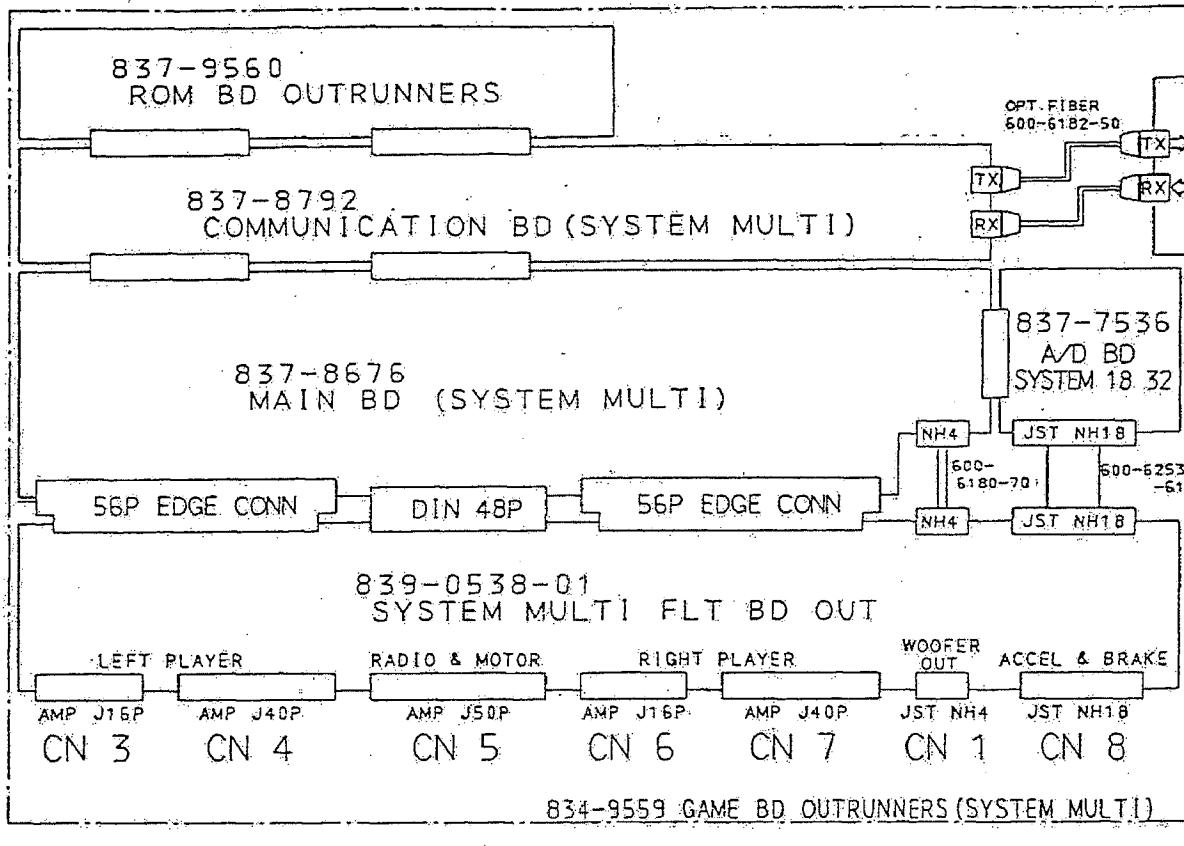 837-9560
ROM BD OUTRUNNERS
OPT.FIBER
600-6182-50
TX
TX
RX
RX
837-8792
COMMUNICATION BD (SYSTEM MULTI)
837-7536
A/D BD
SYSTEM 18 32
837-8676
MAIN BD (SYSTEM MULTI)
NH4
JST NH18
600-
6180-70
600-6253
-61
56P EDGE CONN
DIN 48P
56P EDGE CONN
NH4
JST NH18
839-0538-01
SYSTEM MULTI FLT BD OUT
LEFT PLAYER
RADIO & MOTOR
RIGHT PLAYER
WOOFER
OUT
ACCEL & BRAKE
AMP J16P
AMP J40P
AMP J50P
AMP J16P
AMP J40P
JST NH4
JST NH18
CN 3
CN 4
CN 5
CN 6
CN 7
CN 1
CN 8
834-9559 GAME BD OUTRUNNERS (SYSTEM MULTI)